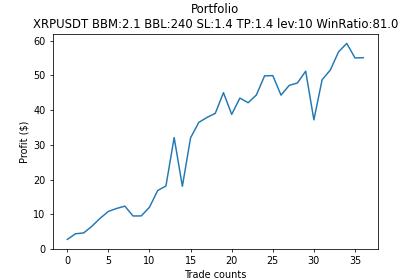 Portfolio
XRPUSDT BBM:2.1 BBL:240 SL:1.4 TP:1.4 lev:10 WinRatio:81.0
60
50
40
30
20
10
0
Profit ($)
0 5 10 15 20 25 30 35
Trade counts